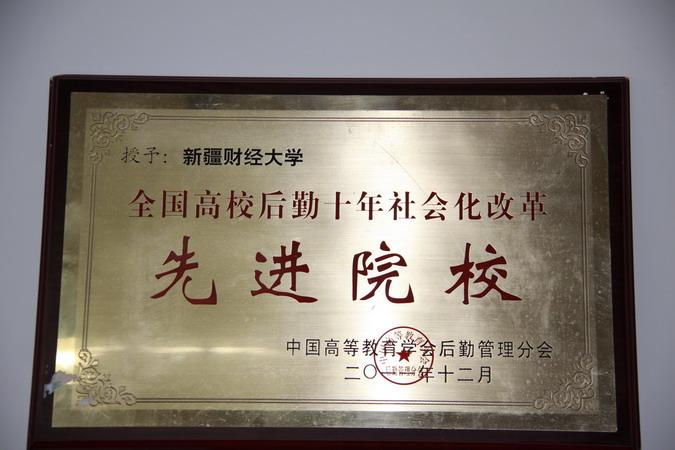 授予：新疆财经大学
全国高校后勤十年社会化改革
先进院校
中国高等教育学会后勤管理分会
二〇一〇年十二月